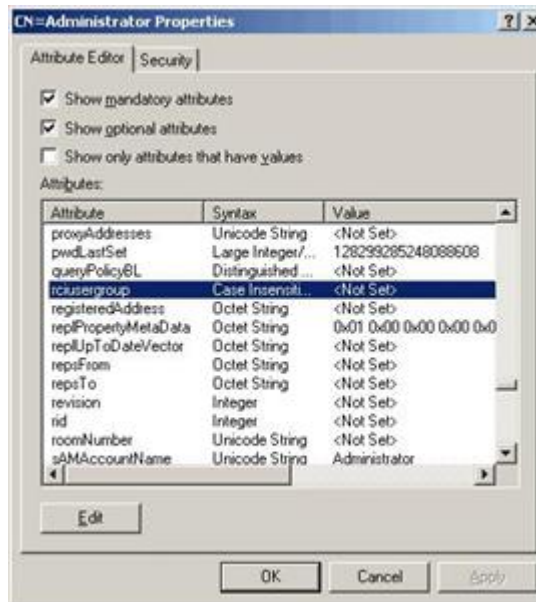 CN=Administrator Properties
Attribute Editor
Security
Show mandatory attributes
Show optional attributes
Show only attributes that have values
Attributes:
Attribute Syntax Value
proxyAddresses Unicode String <Not Set>
pwdLastSet Large Integer/... 128299285248088608
queryPolicyBL Distinguished ... <Not Set>
rciusergroup Case Insensiti... <Not Set>
registeredAddress Octet String <Not Set>
replPropertyMetaData Octet String 0x01 0x00 0x00 0x00 0x0
replUpToDateVector Octet String <Not Set>
repsFrom Octet String <Not Set>
repsTo Octet String <Not Set>
revision Integer <Not Set>
rid Integer <Not Set>
roomNumber Unicode String <Not Set>
sAMAccountName Unicode String Administrator
Edit
OK Cancel Apply